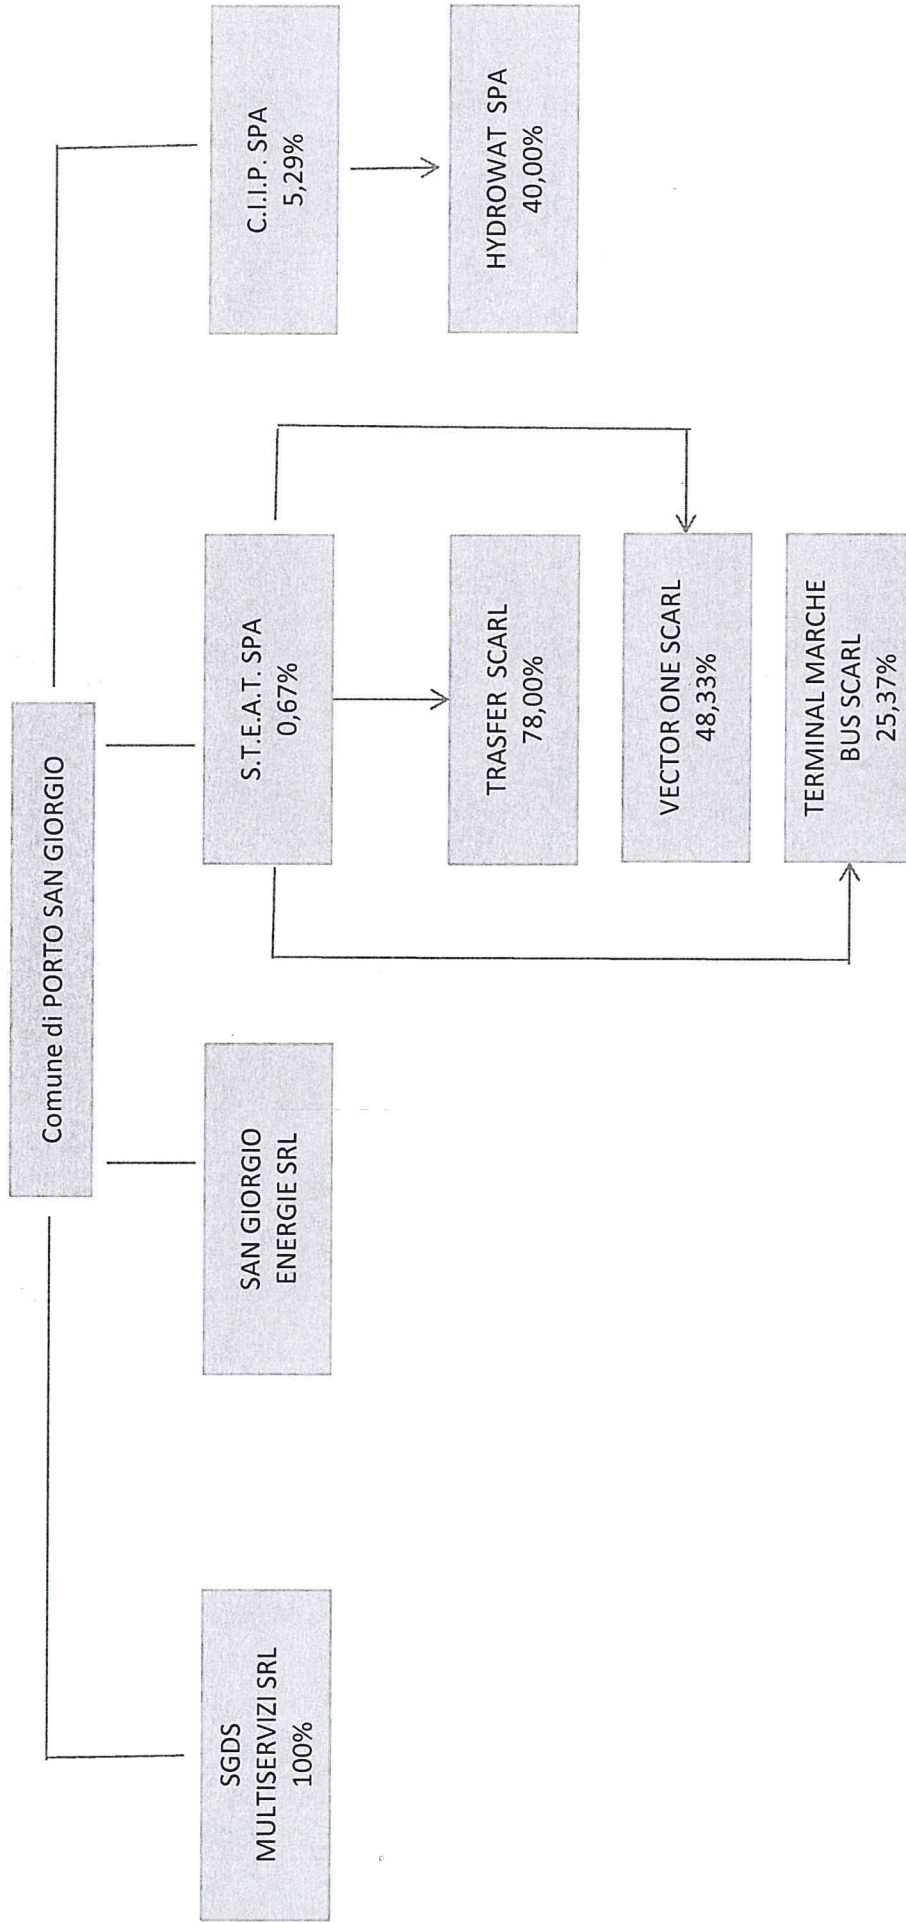 Comune di PORTO SAN GIORGIO
SGDS
MULTISERVIZI SRL
100%
SAN GIORGIO
ENERGIE SRL
S.T.E.A.T. SPA
0,67%
C.I.I.P. SPA
5,29%
TRASFER SCARL
78,00%
HYDROWAT SPA
40,00%
VECTOR ONE SCARL
48,33%
TERMINAL MARCHE
BUS SCARL
25,37%